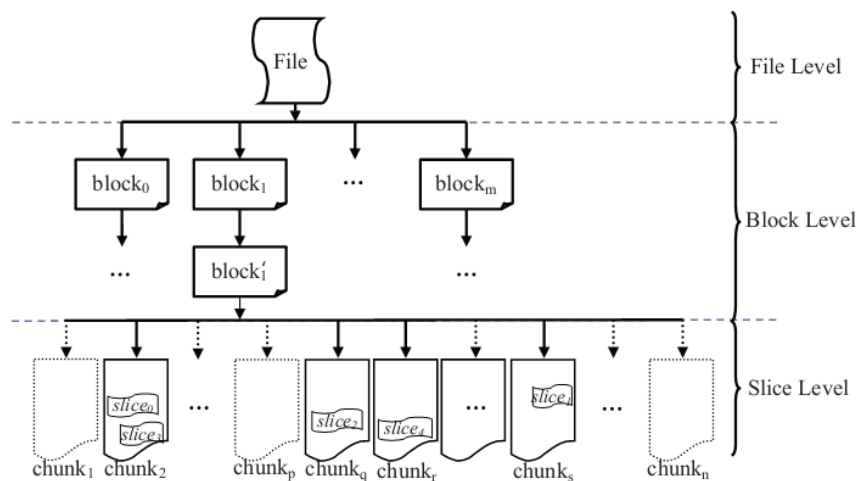 File
File Level
block₀ block₁ ... blockₘ
Block Level
... block₁′ ...
slice₀ ... slice₂ slice₄ ... slice₁ ...
slice₃
Slice Level
chunk₁ chunk₂ chunkₚ chunk_q chunkᵣ chunkₛ chunkₙ